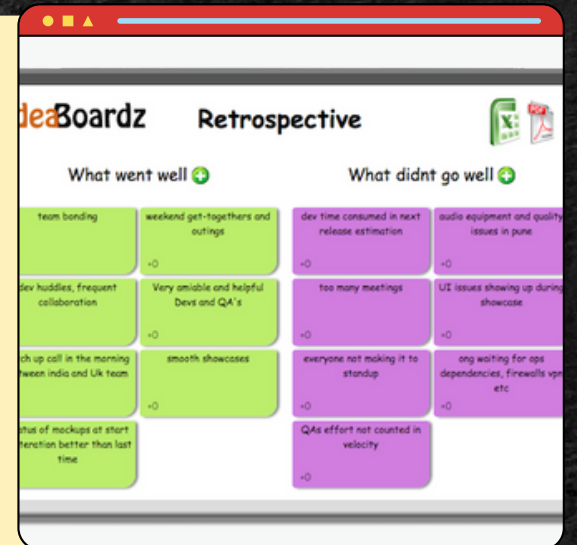 deaBoardz
Retrospective
What went well
What didnt go well
team bonding
weekend get-togethers and
outings
+0
dev time consumed in next
release estimation
+0
audio equipment and quality
issues in pune
+0
dev huddies, frequent
collaboration
Very amiable and helpful
Devs and QA's
+0
too many meetings
+0
UI issues showing up during
showcase
+0
ch up call in the morning
tween india and Uk team
smooth showcases
+0
everyone not making it to
standup
+0
ong waiting for ops
dependencies, firewalls vpn
etc
+0
atus of mockups at start
teration better than last
time
QAs effort not counted in
velocity
+0